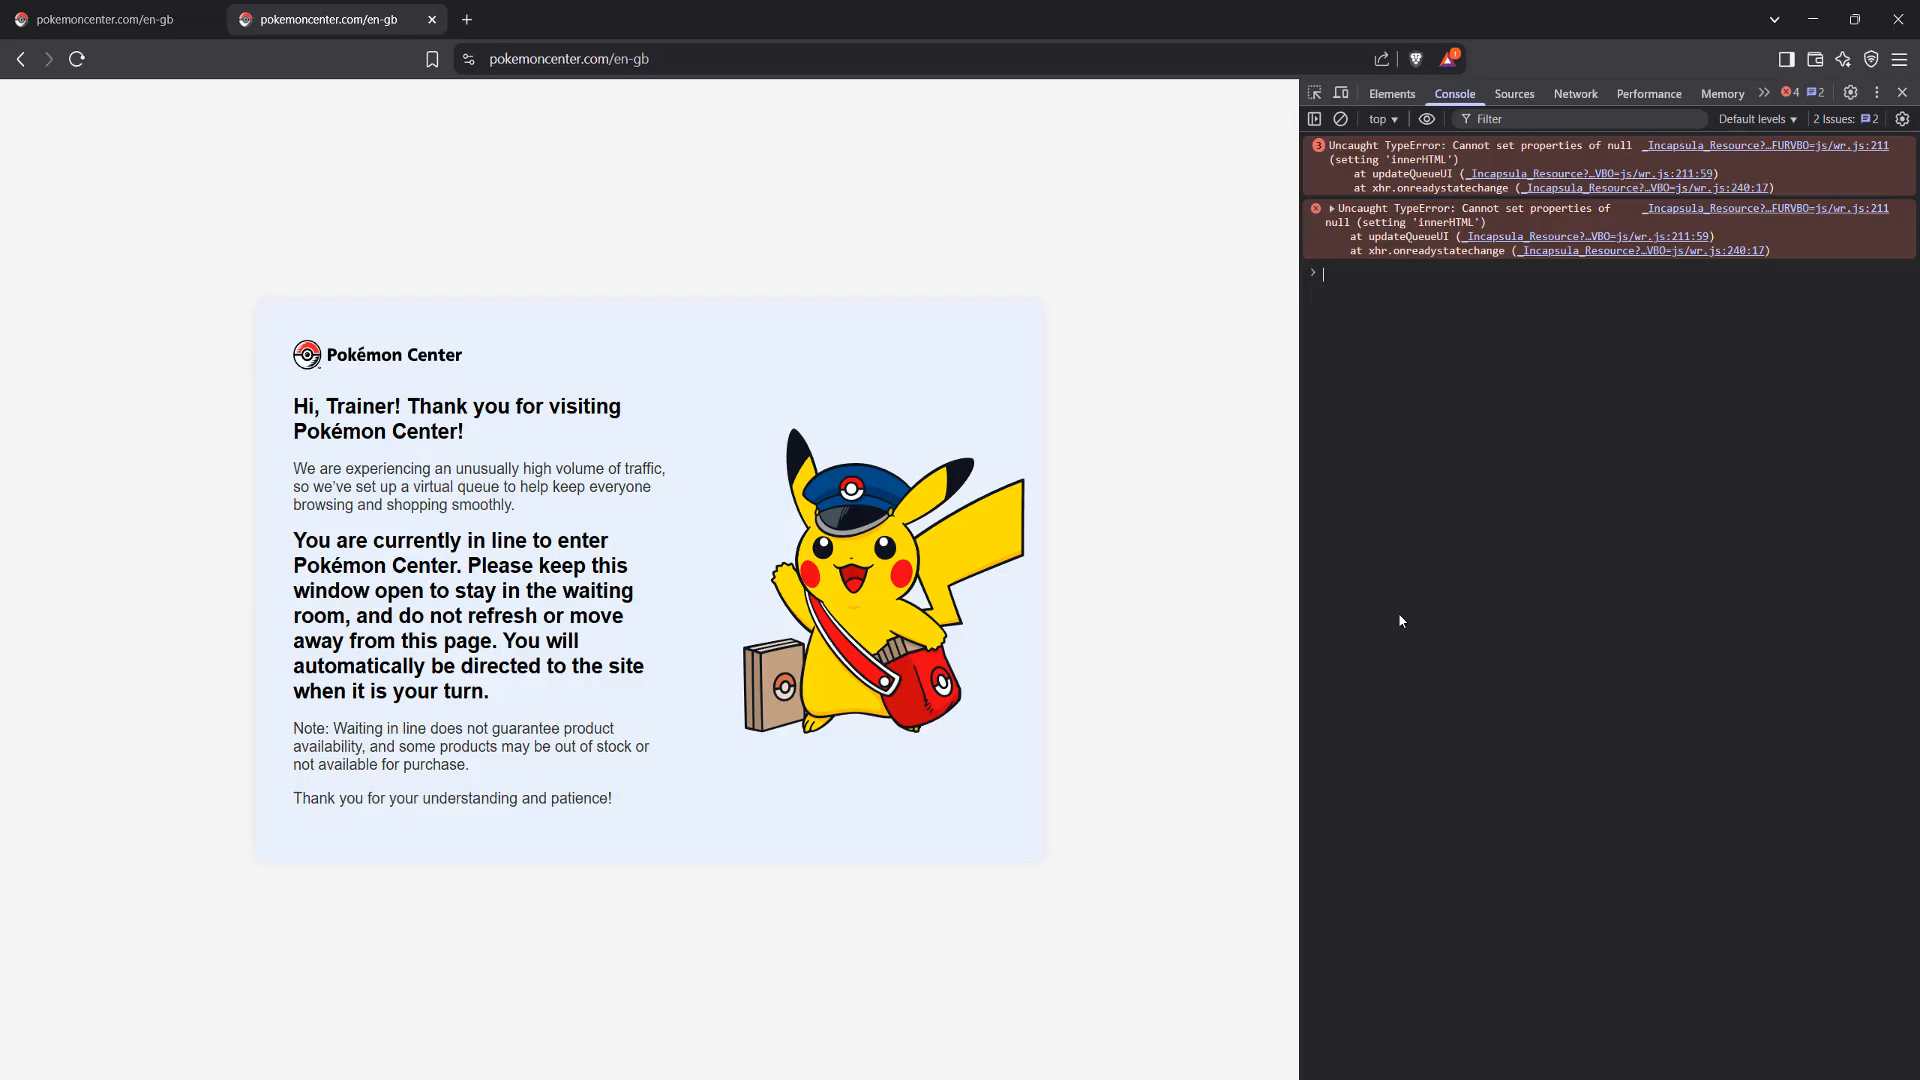 pokemoncenter.com/en-gb
pokemoncenter.com/en-gb
pokemoncenter.com/en-gb
1
Elements Console Sources Network Performance Memory 4 2
top Filter Default levels 2 Issues: 2
3 Uncaught TypeError: Cannot set properties of null _Incapsula_Resource?…FURVBO=js/wr.js:211
(setting 'innerHTML')
at updateQueueUI (_Incapsula_Resource?…VBO=js/wr.js:211:59)
at xhr.onreadystatechange (_Incapsula_Resource?…VBO=js/wr.js:240:17)
Uncaught TypeError: Cannot set properties of _Incapsula_Resource?…FURVBO=js/wr.js:211
null (setting 'innerHTML')
at updateQueueUI (_Incapsula_Resource?…VBO=js/wr.js:211:59)
at xhr.onreadystatechange (_Incapsula_Resource?…VBO=js/wr.js:240:17)
Pokémon Center
Hi, Trainer! Thank you for visiting
Pokémon Center!
We are experiencing an unusually high volume of traffic,
so we've set up a virtual queue to help keep everyone
browsing and shopping smoothly.
You are currently in line to enter
Pokémon Center. Please keep this
window open to stay in the waiting
room, and do not refresh or move
away from this page. You will
automatically be directed to the site
when it is your turn.
Note: Waiting in line does not guarantee product
availability, and some products may be out of stock or
not available for purchase.
Thank you for your understanding and patience!